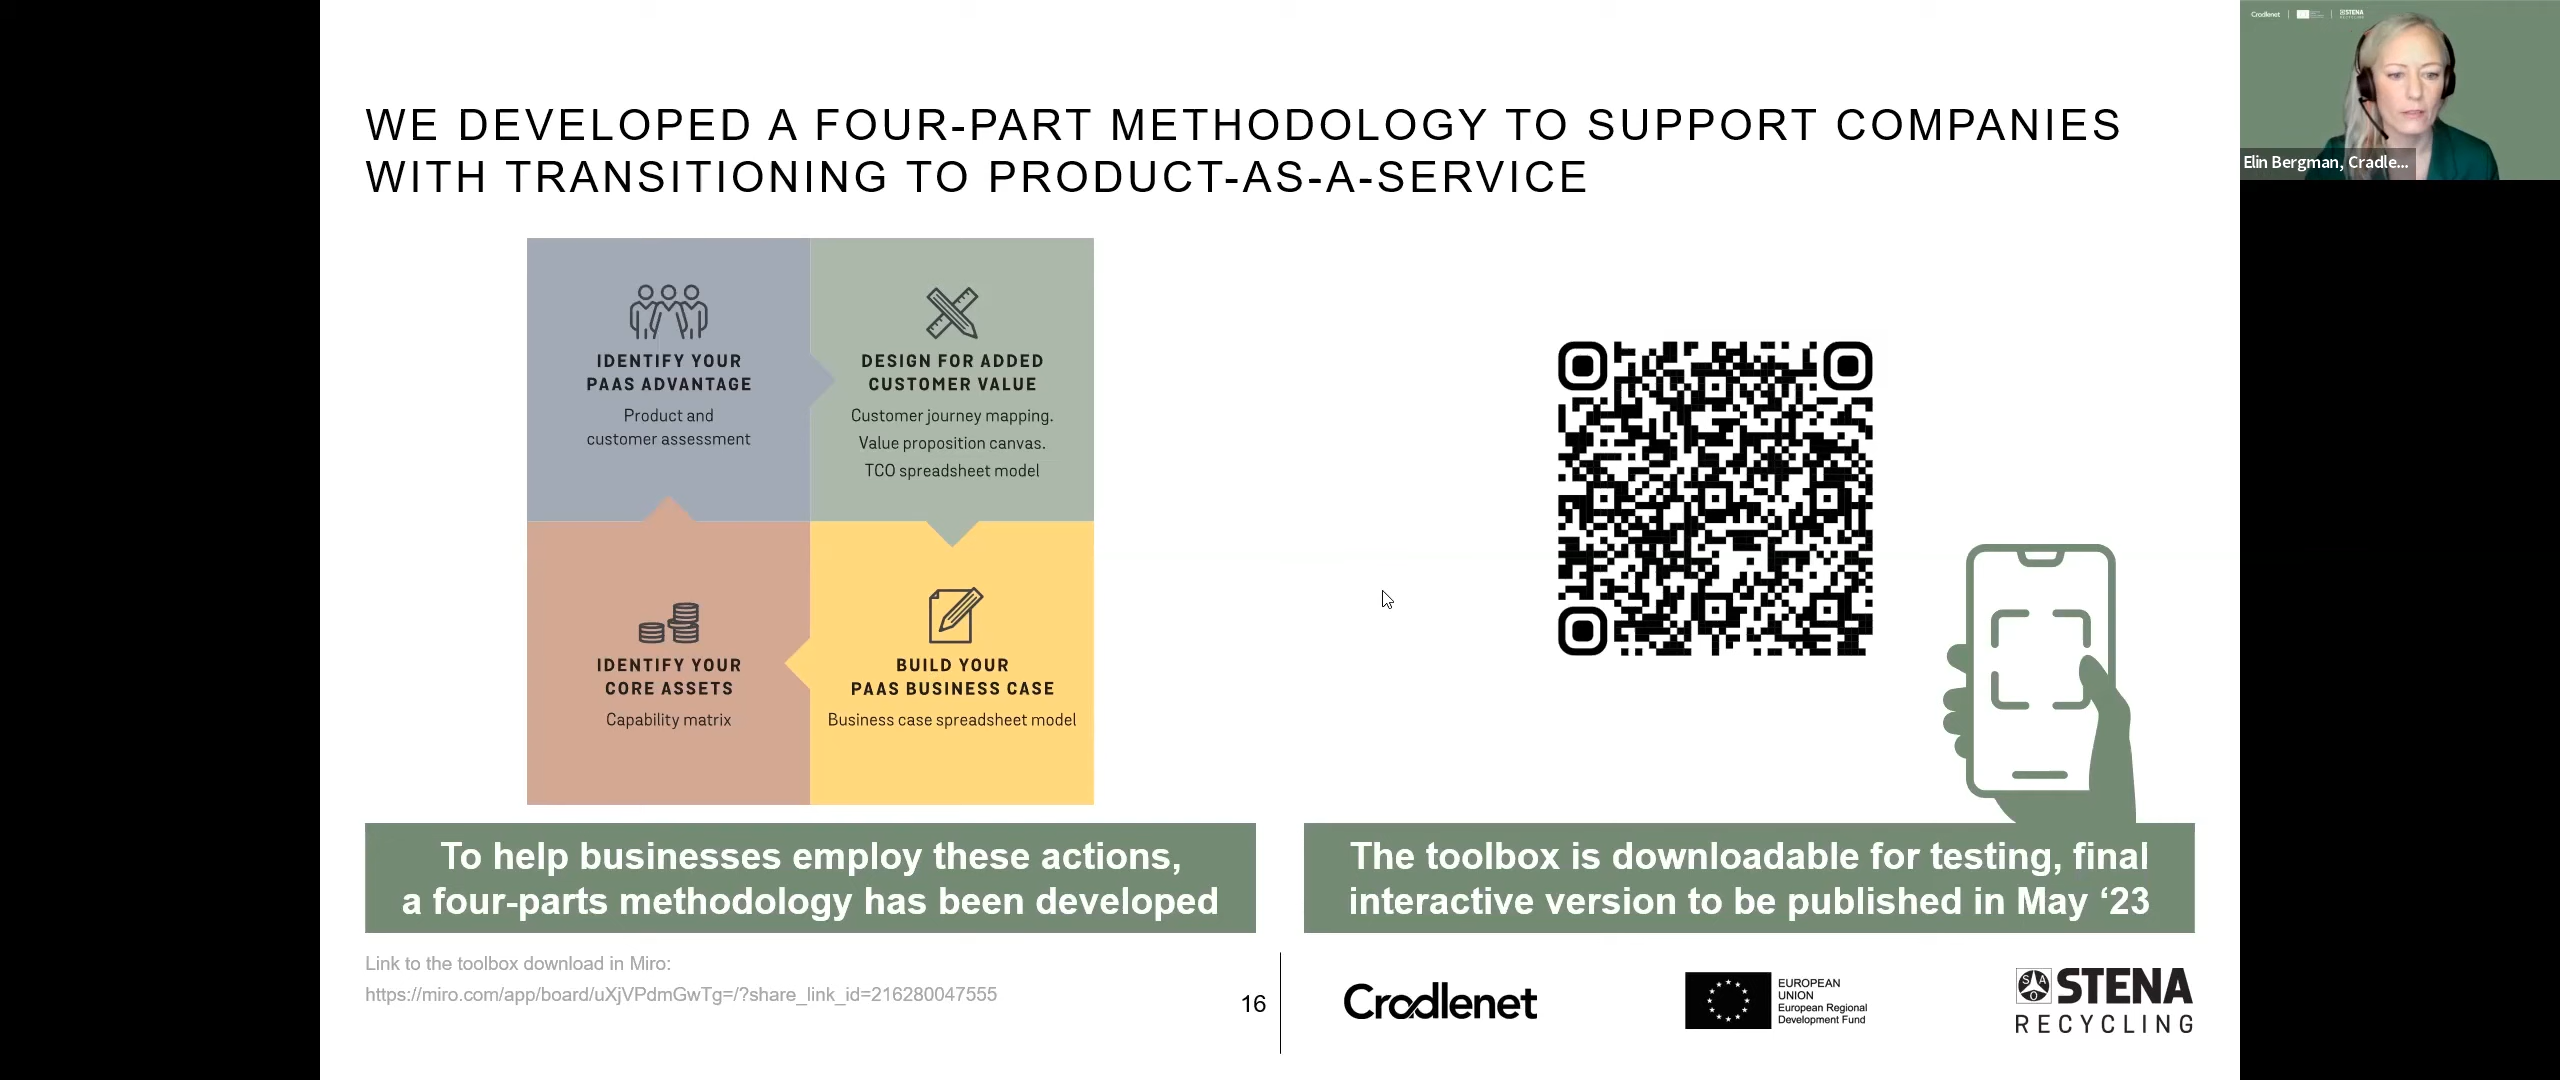 WE DEVELOPED A FOUR-PART METHODOLOGY TO SUPPORT COMPANIES
WITH TRANSITIONING TO PRODUCT-AS-A-SERVICE
IDENTIFY YOUR
PAAS ADVANTAGE
Product and
customer assessment
DESIGN FOR ADDED
CUSTOMER VALUE
Customer journey mapping.
Value proposition canvas.
TCO spreadsheet model
IDENTIFY YOUR
CORE ASSETS
Capability matrix
BUILD YOUR
PAAS BUSINESS CASE
Business case spreadsheet model
To help businesses employ these actions,
a four-parts methodology has been developed
The toolbox is downloadable for testing, final
interactive version to be published in May ‘23
Link to the toolbox download in Miro:
https://miro.com/app/board/uXjVPdmGwTg=/?share_link_id=216280047555
16
Cradlenet
EUROPEAN
UNION
European Regional
Development Fund
STENA
RECYCLING
Cradlenet
STENA
RECYCLING
Elin Bergman, Cradle...